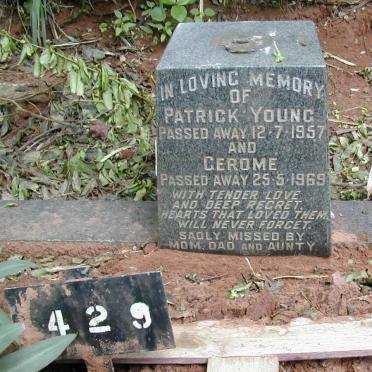 IN LOVING MEMORY
OF
PATRICK YOUNG
PASSED AWAY 12-7-1957
AND
GEROME
PASSED AWAY 25-5-1969
WITH TENDER LOVE
AND DEEP REGRET.
HEARTS THAT LOVED THEM
WILL NEVER FORGET.
SADLY MISSED BY
MOM, DAD AND AUNTY
429